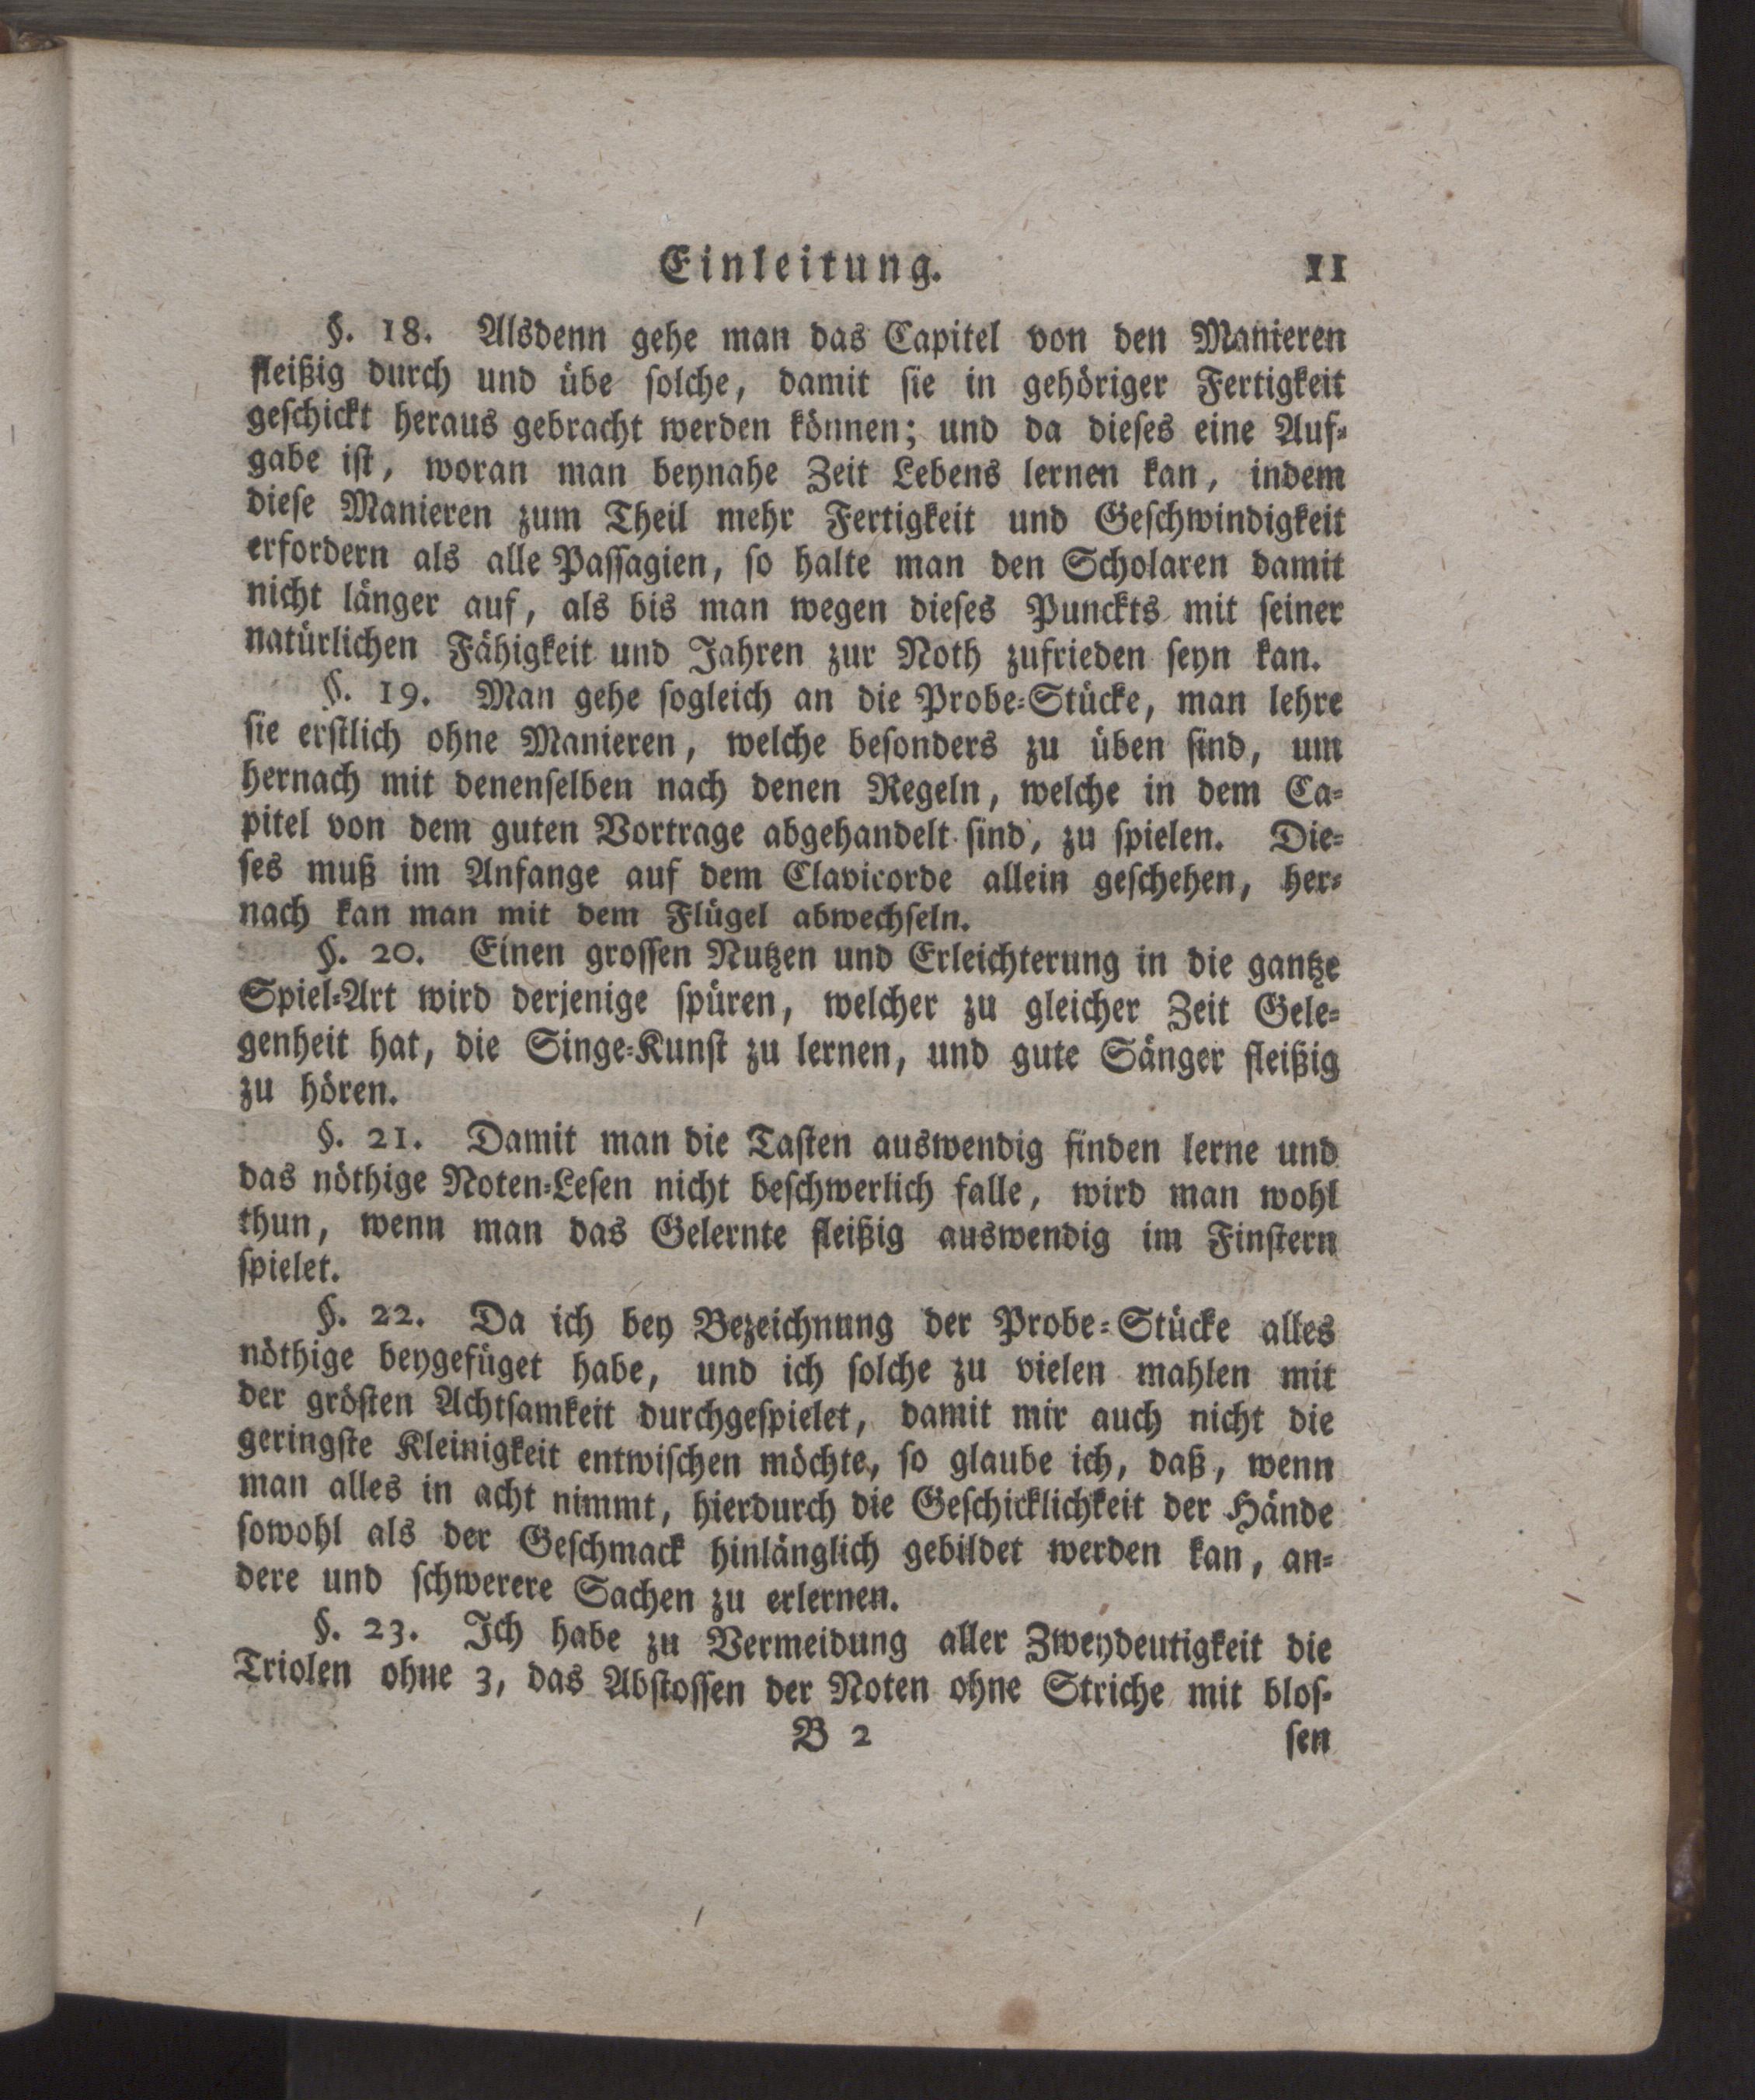 Einleitung. 11
§. 18. Alsdenn gehe man das Capitel von den Manieren
fleißig durch und übe solche, damit sie in gehöriger Fertigkeit
geschickt heraus gebracht werden können; und da dieses eine Auf-
gabe ist, woran man beynahe Zeit Lebens lernen kan, indem
diese Manieren zum Theil mehr Fertigkeit und Geschwindigkeit
erfordern als alle Passagien, so halte man den Scholaren damit
nicht länger auf, als bis man wegen dieses Punckts mit seiner
natürlichen Fähigkeit und Jahren zur Noth zufrieden seyn kan.
§. 19. Man gehe sogleich an die Probe-Stücke, man lehre
sie erstlich ohne Manieren, welche besonders zu üben sind, um
hernach mit denenselben nach denen Regeln, welche in dem Ca-
pitel von dem guten Vortrage abgehandelt sind, zu spielen. Die-
ses muß im Anfange auf dem Clavicorde allein geschehen, her-
nach kan man mit dem Flügel abwechseln.
§. 20. Einen grossen Nutzen und Erleichterung in die gantze
Spiel-Art wird derjenige spüren, welcher zu gleicher Zeit Gele-
genheit hat, die Singe-Kunst zu lernen, und gute Sänger fleißig
zu hören.
§. 21. Damit man die Tasten auswendig finden lerne und
das nöthige Noten-Lesen nicht beschwerlich falle, wird man wohl
thun, wenn man das Gelernte fleißig auswendig im Finstern
spielet.
§. 22. Da ich bey Bezeichnung der Probe-Stücke alles
nöthige beygefüget habe, und ich solche zu vielen mahlen mit
der grösten Achtsamkeit durchgespielet, damit mir auch nicht die
geringste Kleinigkeit entwischen möchte, so glaube ich, daß, wenn
man alles in acht nimmt, hierdurch die Geschicklichkeit der Hände
sowohl als der Geschmack hinlänglich gebildet werden kan, an-
dere und schwerere Sachen zu erlernen.
§. 23. Ich habe zu Vermeidung aller Zweydeutigkeit die
Triolen ohne 3, das Abstossen der Noten ohne Striche mit blos-
B 2 sen